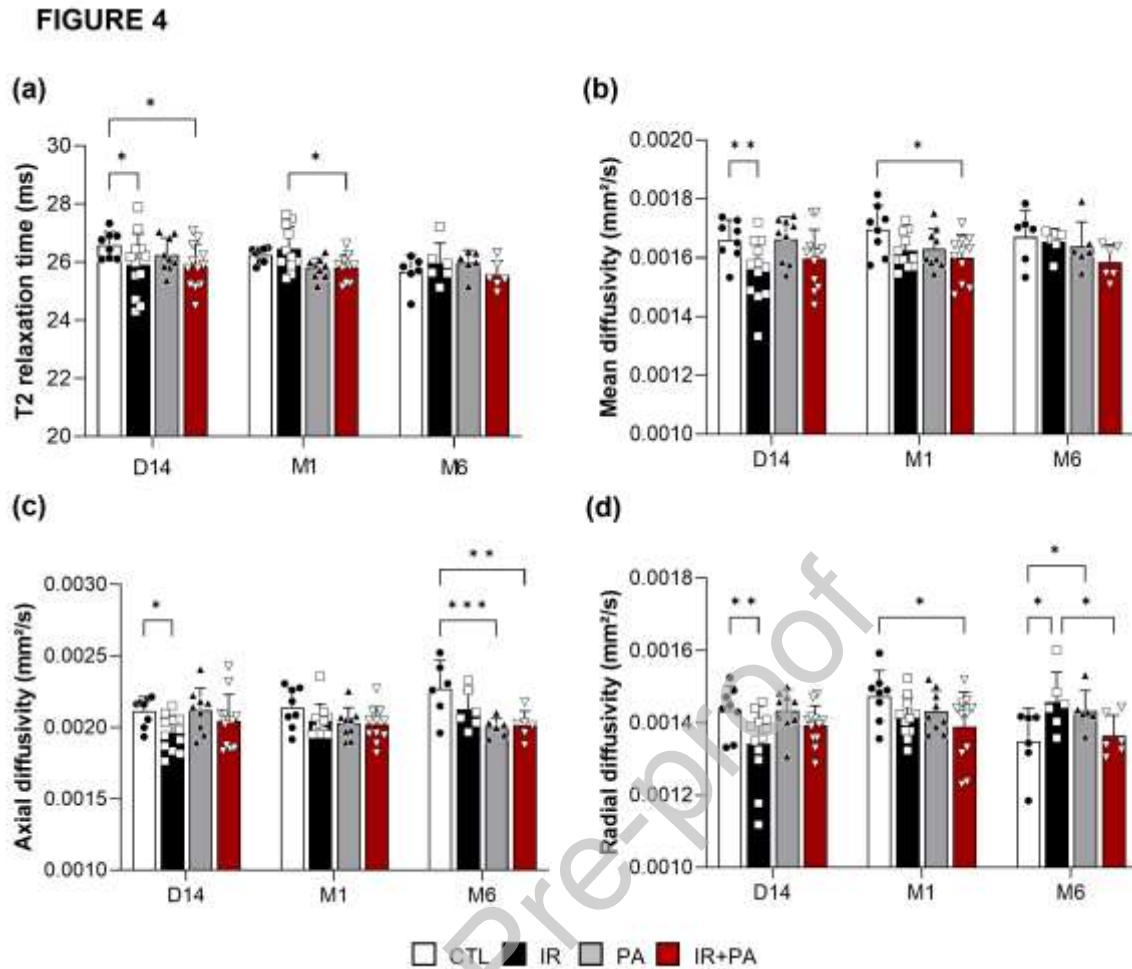 FIGURE 4
(a)
T2 relaxation time (ms)
30
28
26
24
22
20
*
*
*
D14
M1
M6
(b)
Mean diffusivity (mm²/s)
0.0020
0.0018
0.0016
0.0014
0.0012
0.0010
**
*
D14
M1
M6
(c)
Axial diffusivity (mm²/s)
0.0030
0.0025
0.0020
0.0015
0.0010
*
**
***
D14
M1
M6
(d)
Radial diffusivity (mm²/s)
0.0018
0.0016
0.0014
0.0012
0.0010
**
*
*
*
*
D14
M1
M6
CTL IR PA IR+PA
Pre-proof